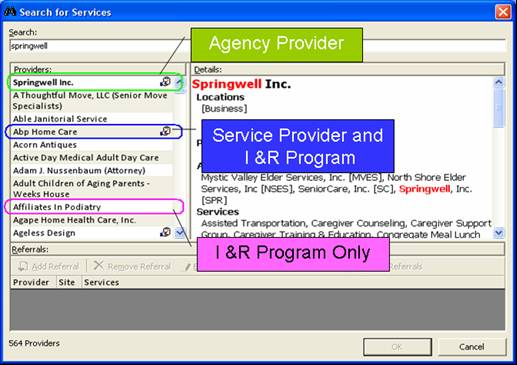 Search for Services
Search:
springwell
Agency Provider
Providers:
Springwell Inc.
A Thoughtful Move, LLC (Senior Move
Specialists)
Able Janitorial Service
Abp Home Care
Acorn Antiques
Active Day Medical Adult Day Care
Adam J. Nussenbaum (Attorney)
Adult Children of Aging Parents -
Weeks House
Affiliates In Podiatry
Agape Home Health Care, Inc.
Ageless Design
Details:
Springwell Inc.
Locations
[Business]
Service Provider and
I &R Program
Mystic Valley Elder Services, Inc. [MVES], North Shore Elder
Services, Inc [NSES], SeniorCare, Inc. [SC], Springwell, Inc.
[SPR]
Services
Assisted Transportation, Caregiver Counseling, Caregiver Support
Group, Caregiver Training & Education, Congregate Meal Lunch
I &R Program Only
Referrals:
Add Referral
Remove Referral
Referrals
Provider Site Services
564 Providers
OK
Cancel